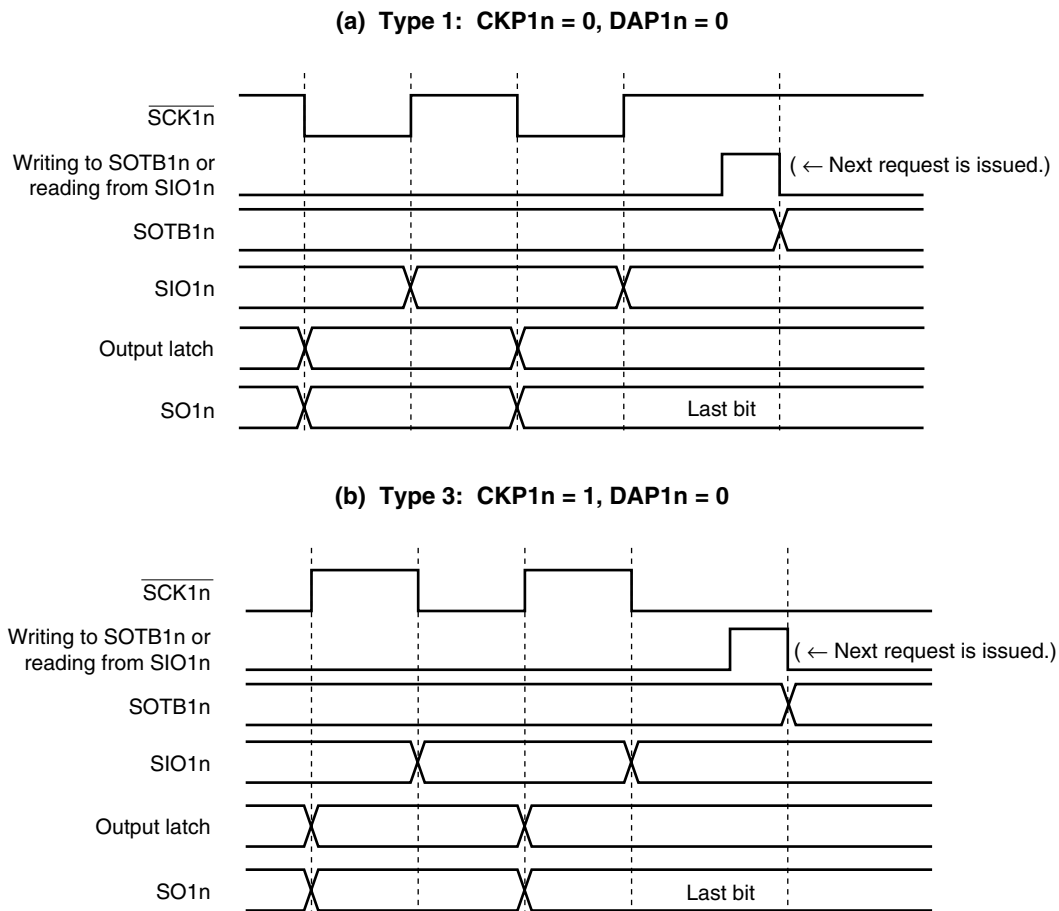 (a) Type 1: CKP1n = 0, DAP1n = 0
SCK1n
Writing to SOTB1n or
reading from SIO1n
( ← Next request is issued.)
SOTB1n
SIO1n
Output latch
SO1n
Last bit
(b) Type 3: CKP1n = 1, DAP1n = 0
SCK1n
Writing to SOTB1n or
reading from SIO1n
( ← Next request is issued.)
SOTB1n
SIO1n
Output latch
SO1n
Last bit